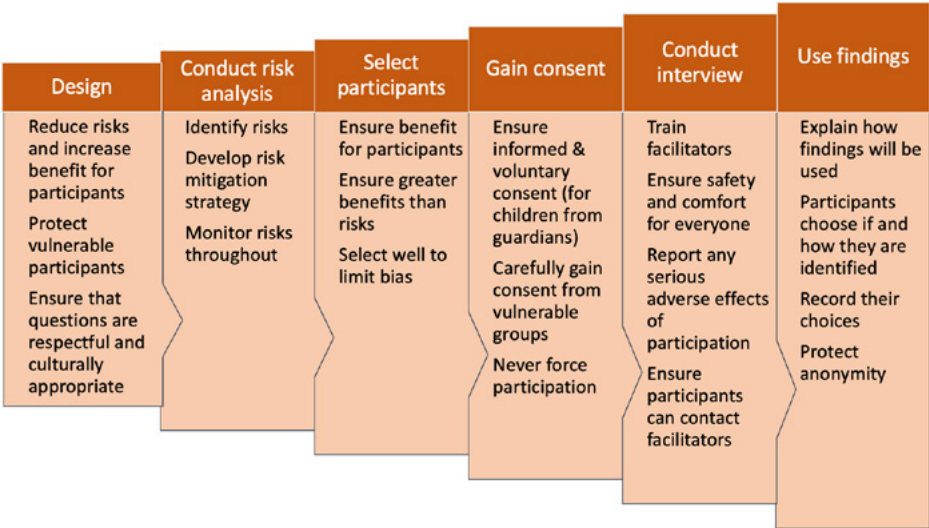 Design
Reduce risks
and increase
benefit for
participants
Protect
vulnerable
participants
Ensure that
questions are
respectful and
culturally
appropriate
Conduct risk
analysis
Identify risks
Develop risk
mitigation
strategy
Monitor risks
throughout
Select
participants
Ensure benefit
for participants
Ensure greater
benefits than
risks
Select well to
limit bias
Gain consent
Ensure
informed &
voluntary
consent (for
children from
guardians)
Carefully gain
consent from
vulnerable
groups
Never force
participation
Conduct
interview
Train
facilitators
Ensure safety
and comfort
for everyone
Report any
serious
adverse effects
of
participation
Ensure
participants
can contact
facilitators
Use findings
Explain how
findings will be
used
Participants
choose if and
how they are
identified
Record their
choices
Protect
anonymity